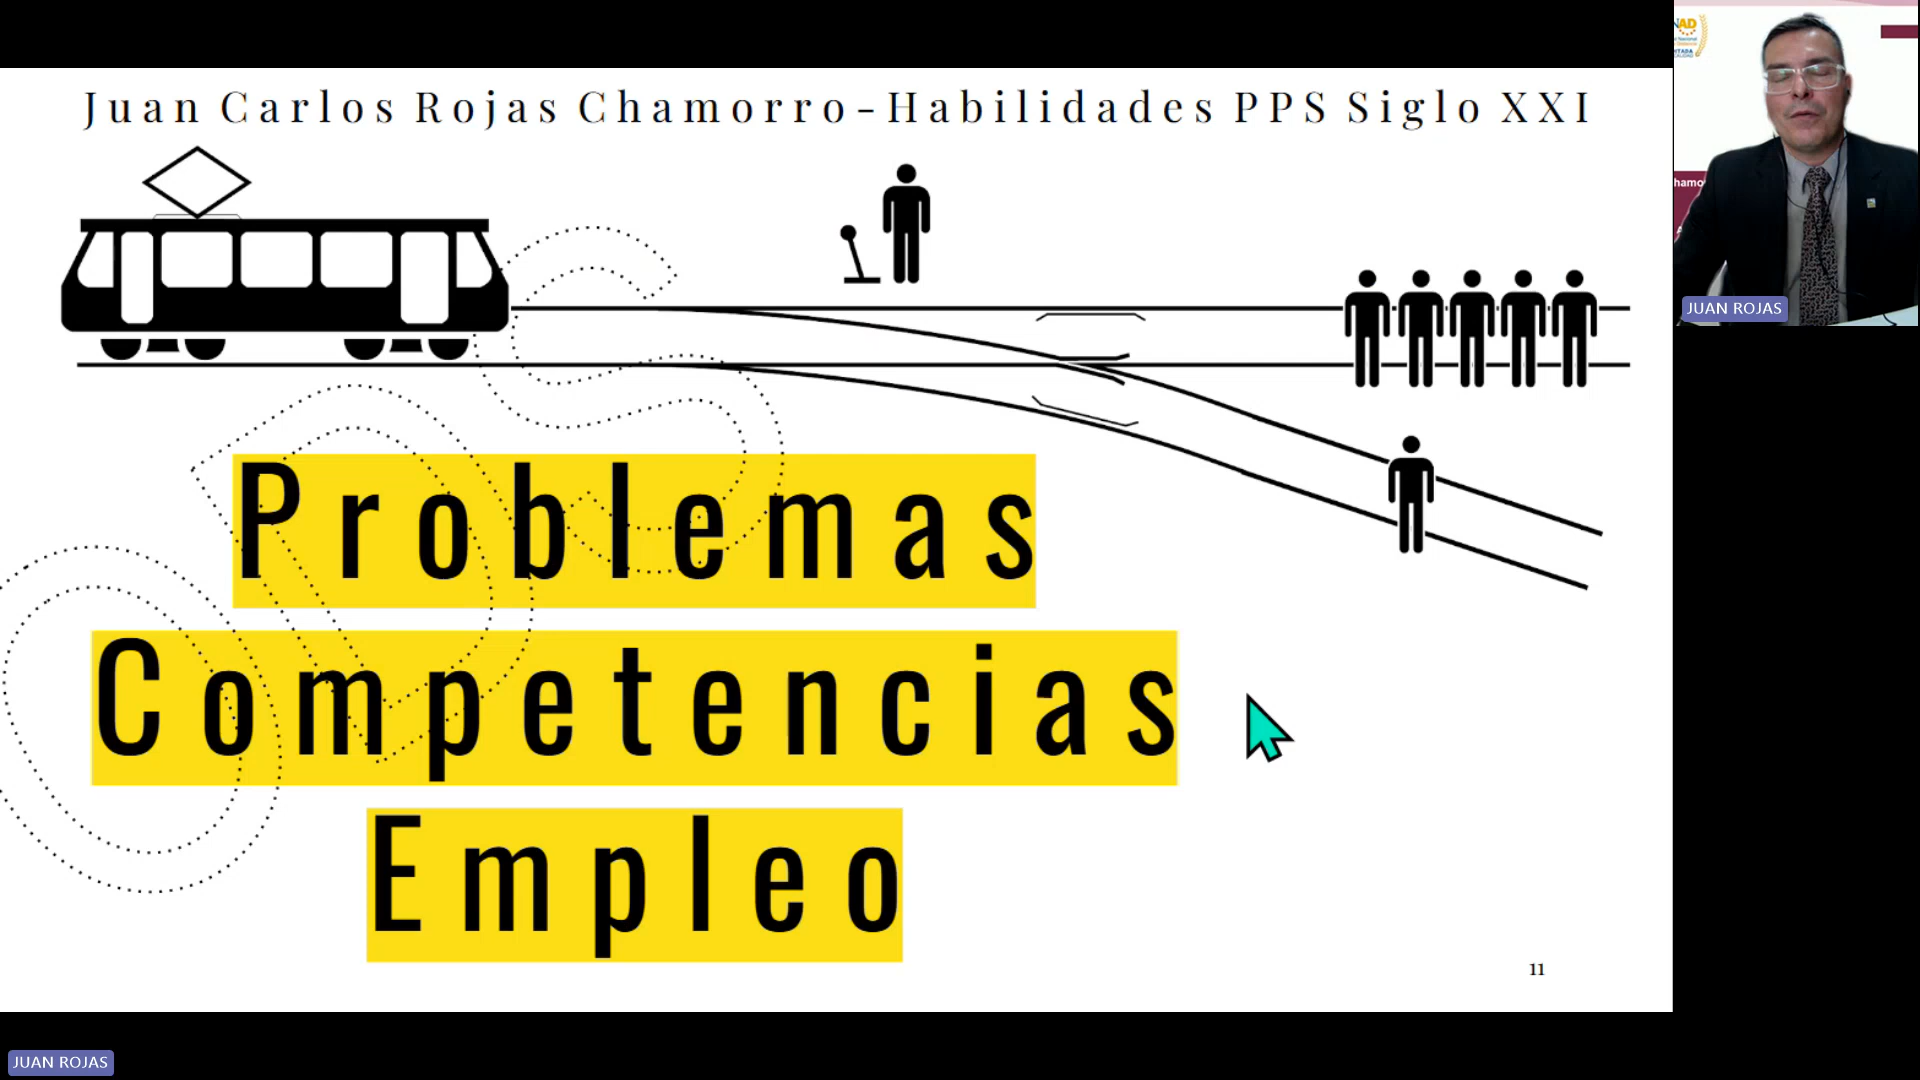 Juan Carlos Rojas Chamorro-Habilidades PPS Siglo XXI
Problemas
Competencias
Empleo
11
JUAN ROJAS
JUAN ROJAS